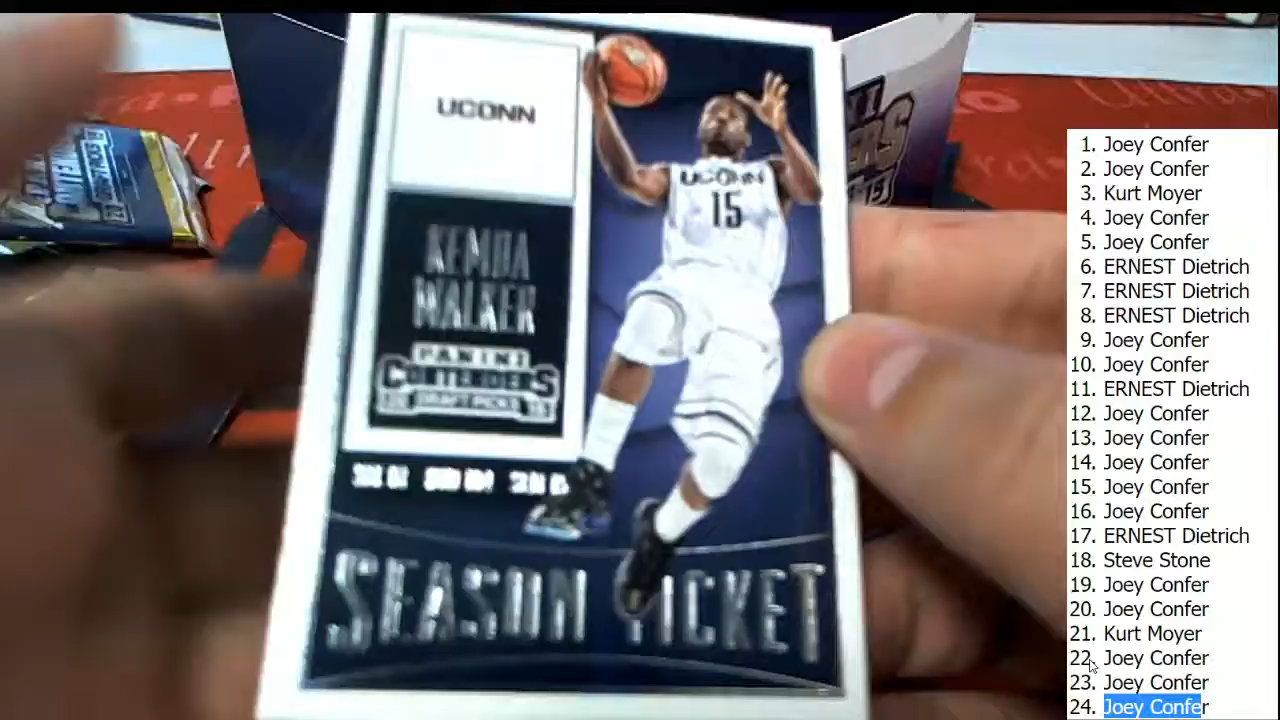 UCONN
UCONN
15
KEMBA
WALKER
PANINI
CONTENDERS
DRAFT PICKS
SEASON TICKET
1. Joey Confer
2. Joey Confer
3. Kurt Moyer
4. Joey Confer
5. Joey Confer
6. ERNEST Dietrich
7. ERNEST Dietrich
8. ERNEST Dietrich
9. Joey Confer
10. Joey Confer
11. ERNEST Dietrich
12. Joey Confer
13. Joey Confer
14. Joey Confer
15. Joey Confer
16. Joey Confer
17. ERNEST Dietrich
18. Steve Stone
19. Joey Confer
20. Joey Confer
21. Kurt Moyer
22. Joey Confer
23. Joey Confer
24. Joey Confer